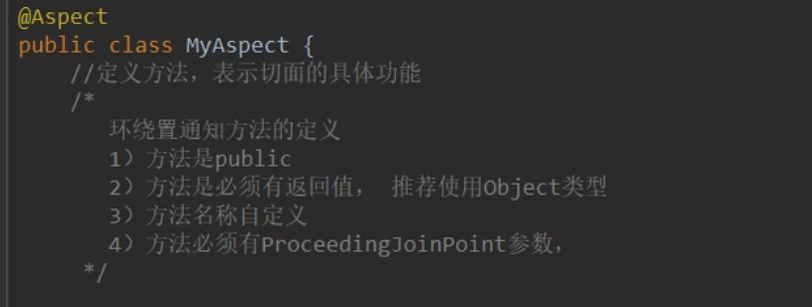 @Aspect
public class MyAspect {
//定义方法，表示切面的具体功能
/*
环绕置通知方法的定义
1）方法是public
2）方法是必须有返回值， 推荐使用Object类型
3）方法名称自定义
4）方法必须有ProceedingJoinPoint参数，
*/